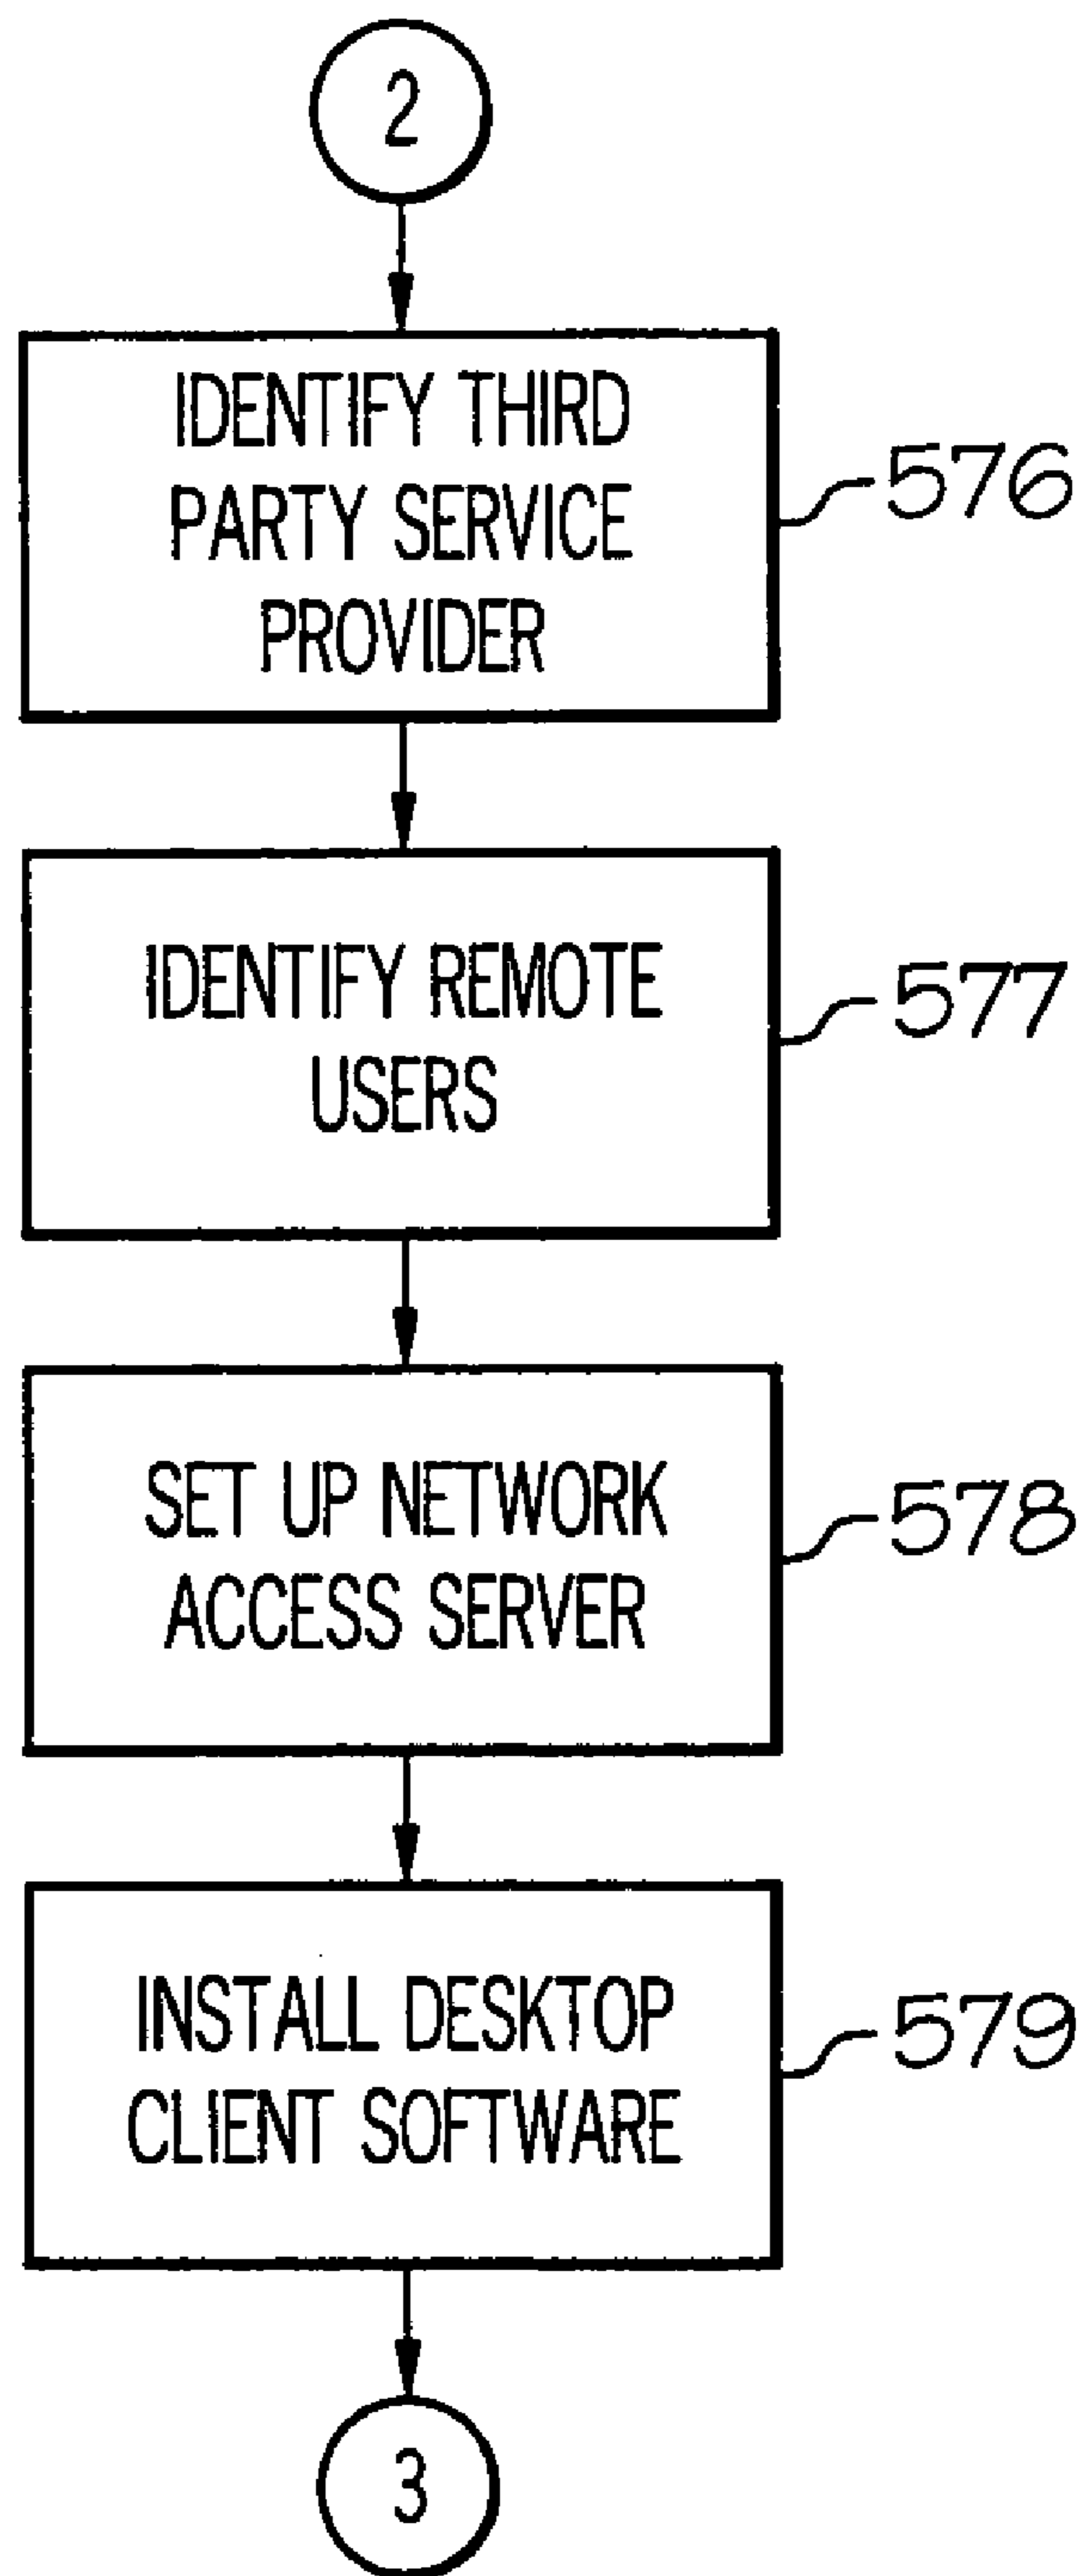 2
IDENTIFY THIRD
PARTY SERVICE
PROVIDER
576
IDENTIFY REMOTE
USERS
577
SET UP NETWORK
ACCESS SERVER
578
INSTALL DESKTOP
CLIENT SOFTWARE
579
3